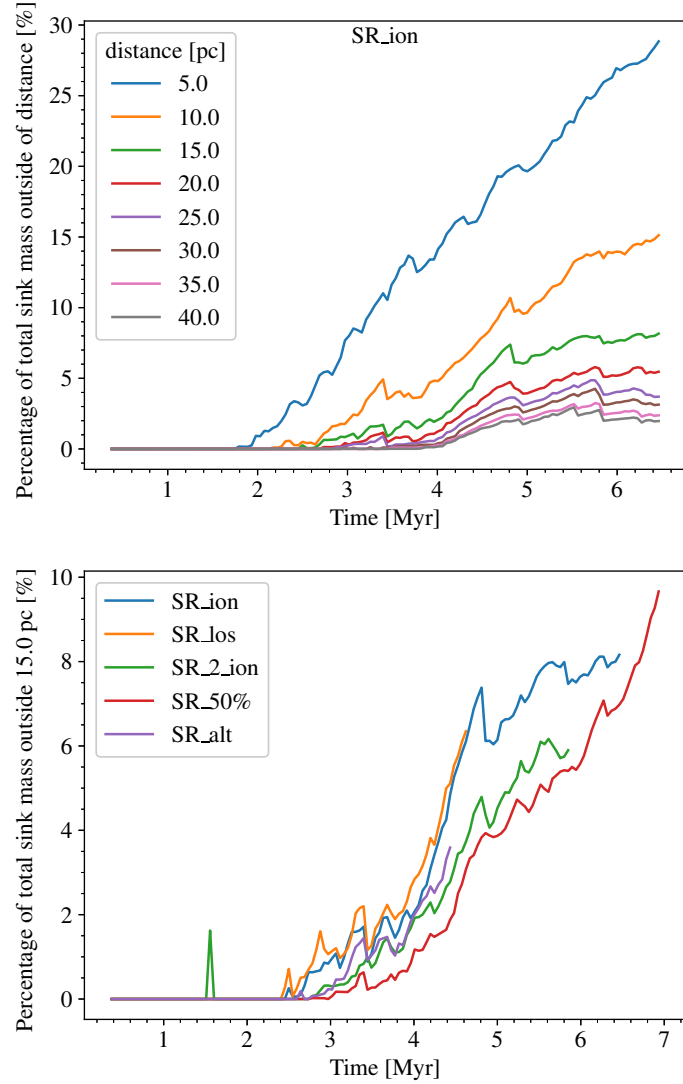 SR_ion
Percentage of total sink mass outside of distance [%]
30
25
20
15
10
5
0
distance [pc]
5.0
10.0
15.0
20.0
25.0
30.0
35.0
40.0
1 2 3 4 5 6
Time [Myr]
Percentage of total sink mass outside 15.0 pc [%]
10
8
6
4
2
0
SR_ion
SR_los
SR_2_ion
SR_50%
SR_alt
1 2 3 4 5 6 7
Time [Myr]